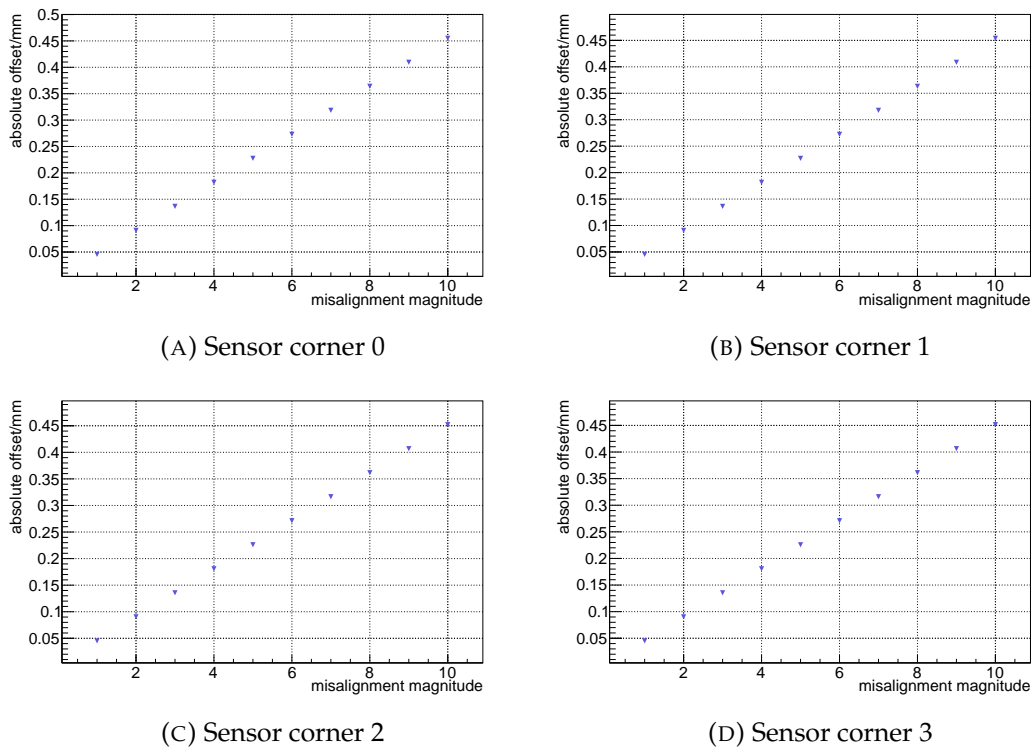 absolute offset/mm
0.5
0.45
0.4
0.35
0.3
0.25
0.2
0.15
0.1
0.05
2 4 6 8 10
misalignment magnitude
(A) Sensor corner 0
absolute offset/mm
0.45
0.4
0.35
0.3
0.25
0.2
0.15
0.1
0.05
2 4 6 8 10
misalignment magnitude
(B) Sensor corner 1
absolute offset/mm
0.45
0.4
0.35
0.3
0.25
0.2
0.15
0.1
0.05
2 4 6 8 10
misalignment magnitude
(C) Sensor corner 2
absolute offset/mm
0.45
0.4
0.35
0.3
0.25
0.2
0.15
0.1
0.05
2 4 6 8 10
misalignment magnitude
(D) Sensor corner 3